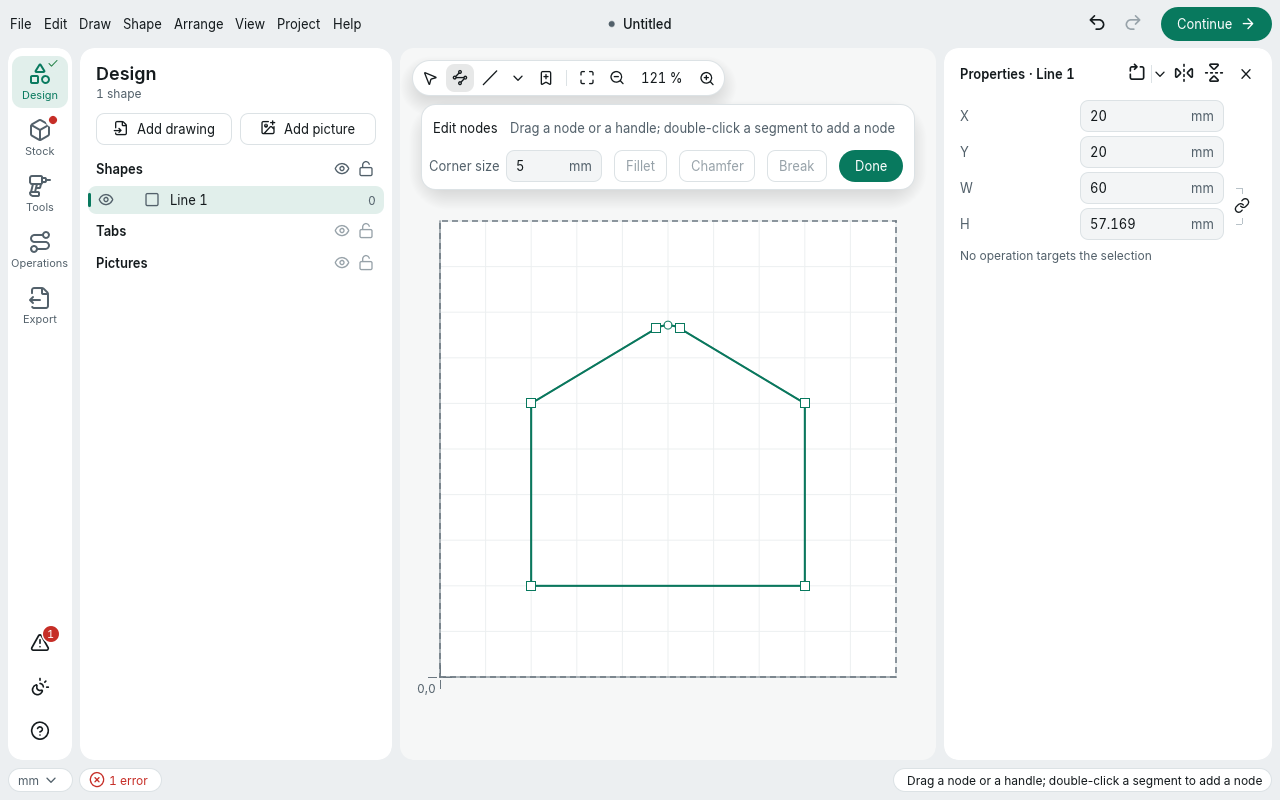 File Edit Draw Shape Arrange View Project Help
Untitled
Continue
Design
Stock
Tools
Operations
Export
1
Design
1 shape
Add drawing
Add picture
Shapes
Line 1 0
Tabs
Pictures
121 %
Edit nodes Drag a node or a handle; double-click a segment to add a node
Corner size 5 mm Fillet Chamfer Break Done
0,0
Properties · Line 1
X 20 mm
Y 20 mm
W 60 mm
H 57.169 mm
No operation targets the selection
mm
1 error
Drag a node or a handle; double-click a segment to add a node